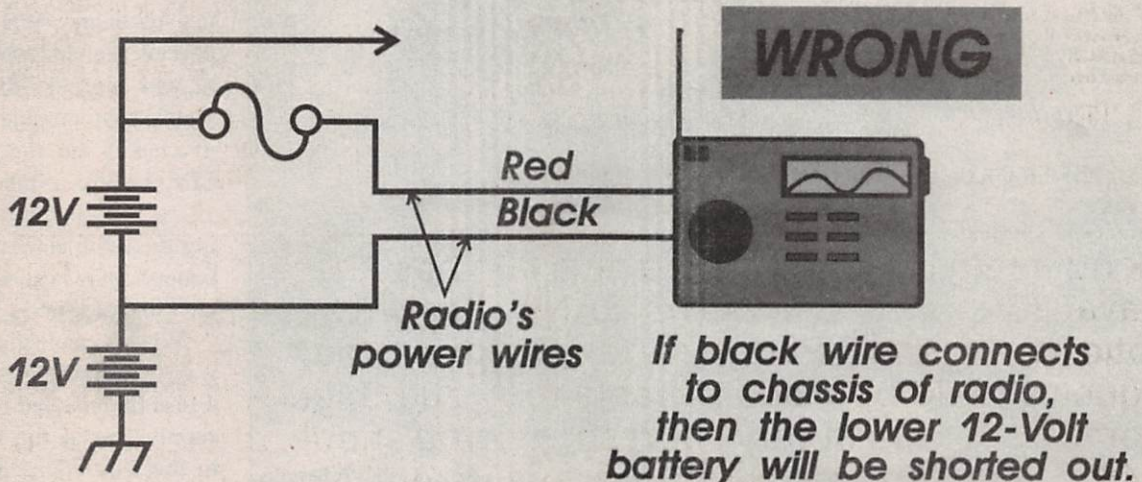 WRONG
Red
Black
12V
Radio's
power wires
12V
If black wire connects
to chassis of radio,
then the lower 12-Volt
battery will be shorted out.